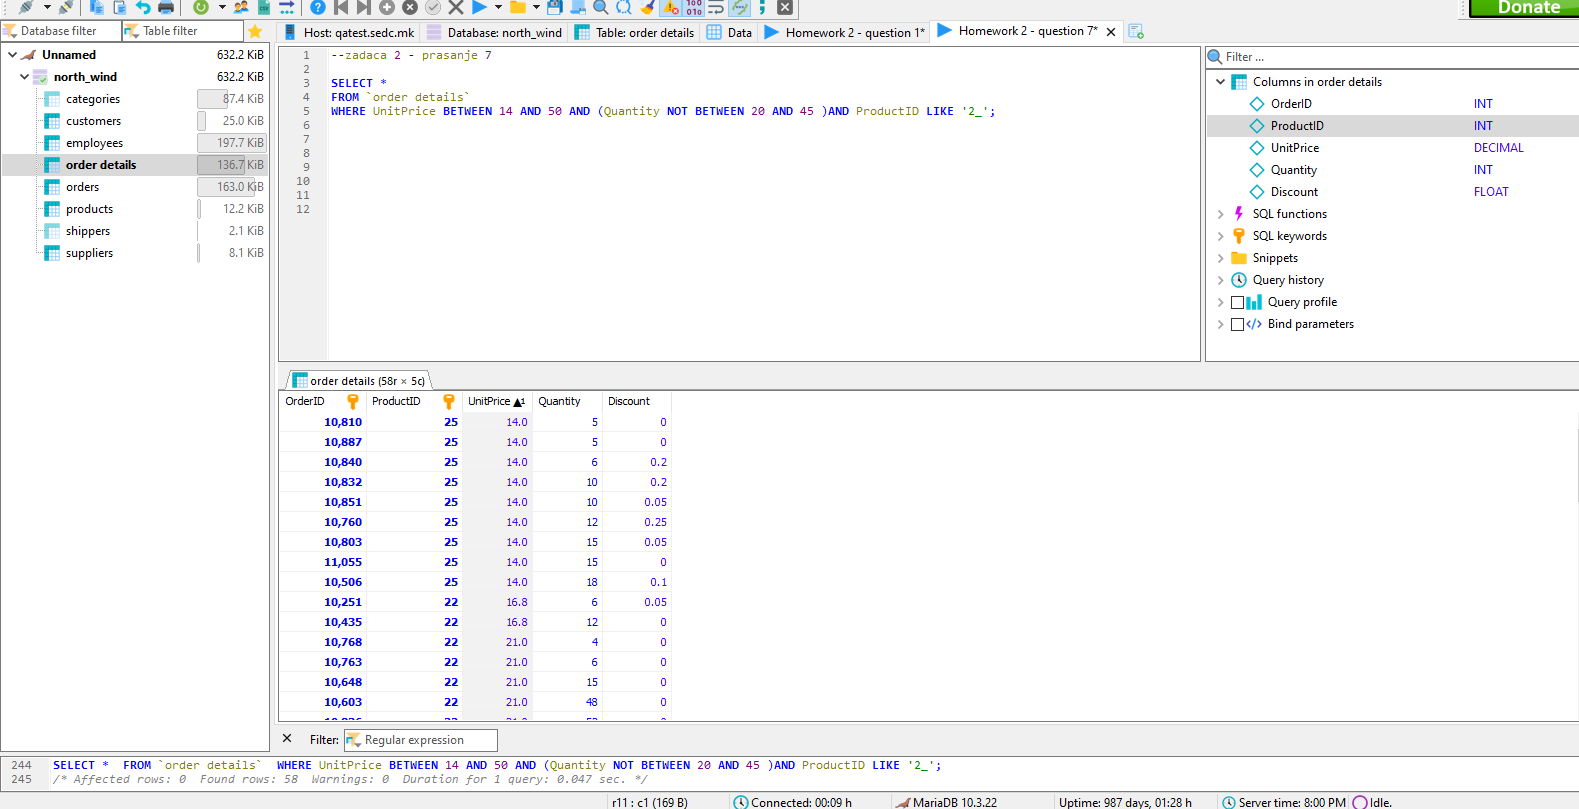 Donate
Database filter
Table filter
Host: qatest.sedc.mk
Database: north_wind
Table: order details
Data
Homework 2 - question 1*
Homework 2 - question 7*
Unnamed 632.2 KiB
north_wind 632.2 KiB
categories 87.4 KiB
customers 25.0 KiB
employees 197.7 KiB
order details 136.7 KiB
orders 163.0 KiB
products 12.2 KiB
shippers 2.1 KiB
suppliers 8.1 KiB
1 --zadaca 2 - prasanje 7
2
3 SELECT *
4 FROM `order details`
5 WHERE UnitPrice BETWEEN 14 AND 50 AND (Quantity NOT BETWEEN 20 AND 45 )AND ProductID LIKE '2_';
6
7
8
9
10
11
12
Filter ...
Columns in order details
OrderID INT
ProductID INT
UnitPrice DECIMAL
Quantity INT
Discount FLOAT
SQL functions
SQL keywords
Snippets
Query history
Query profile
Bind parameters
order details (58r × 5c)
OrderID ProductID UnitPrice ▲1 Quantity Discount
10,810 25 14.0 5 0
10,887 25 14.0 5 0
10,840 25 14.0 6 0.2
10,832 25 14.0 10 0.2
10,851 25 14.0 10 0.05
10,760 25 14.0 12 0.25
10,803 25 14.0 15 0.05
11,055 25 14.0 15 0
10,506 25 14.0 18 0.1
10,251 22 16.8 6 0.05
10,435 22 16.8 12 0
10,768 22 21.0 4 0
10,763 22 21.0 6 0
10,648 22 21.0 15 0
10,603 22 21.0 48 0
Filter: Regular expression
244 SELECT * FROM `order details` WHERE UnitPrice BETWEEN 14 AND 50 AND (Quantity NOT BETWEEN 20 AND 45 )AND ProductID LIKE '2_';
245 /* Affected rows: 0 Found rows: 58 Warnings: 0 Duration for 1 query: 0.047 sec. */
r11 : c1 (169 B)
Connected: 00:09 h
MariaDB 10.3.22
Uptime: 987 days, 01:28 h
Server time: 8:00 PM
Idle.